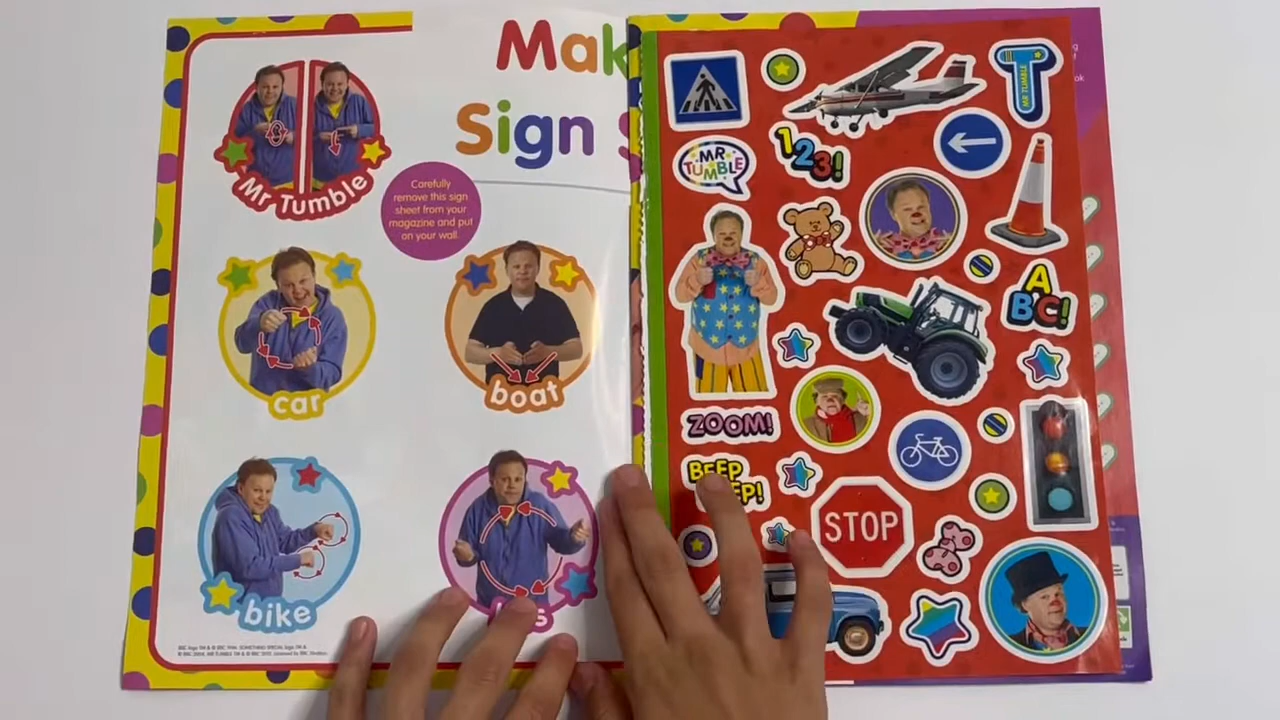 Mak
Sign S
Mr Tumble
Carefully
remove this sign
sheet from your
magazine and put
on your wall.
car
boat
bike
MR TUMBLE
123!
MR
TUMBLE
A
BC!
ZOOM!
BEEP
STOP